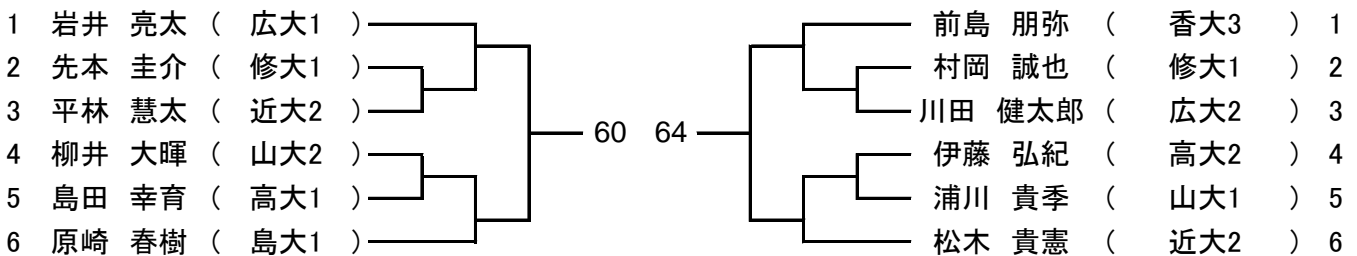 1 岩井 亮太 ( 広大1 )
2 先本 圭介 ( 修大1 )
3 平林 慧太 ( 近大2 )
4 柳井 大暉 ( 山大2 )
5 島田 幸育 ( 高大1 )
6 原崎 春樹 ( 島大1 )
60 64
前島 朋弥 ( 香大3 ) 1
村岡 誠也 ( 修大1 ) 2
川田 健太郎 ( 広大2 ) 3
伊藤 弘紀 ( 高大2 ) 4
浦川 貴季 ( 山大1 ) 5
松木 貴憲 ( 近大2 ) 6